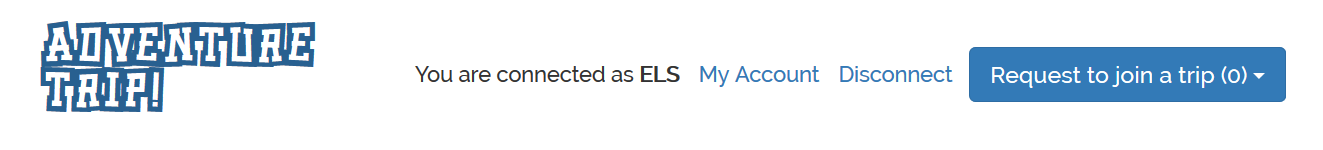 ADVENTURE
TRIP!
You are connected as ELS My Account Disconnect Request to join a trip (0)